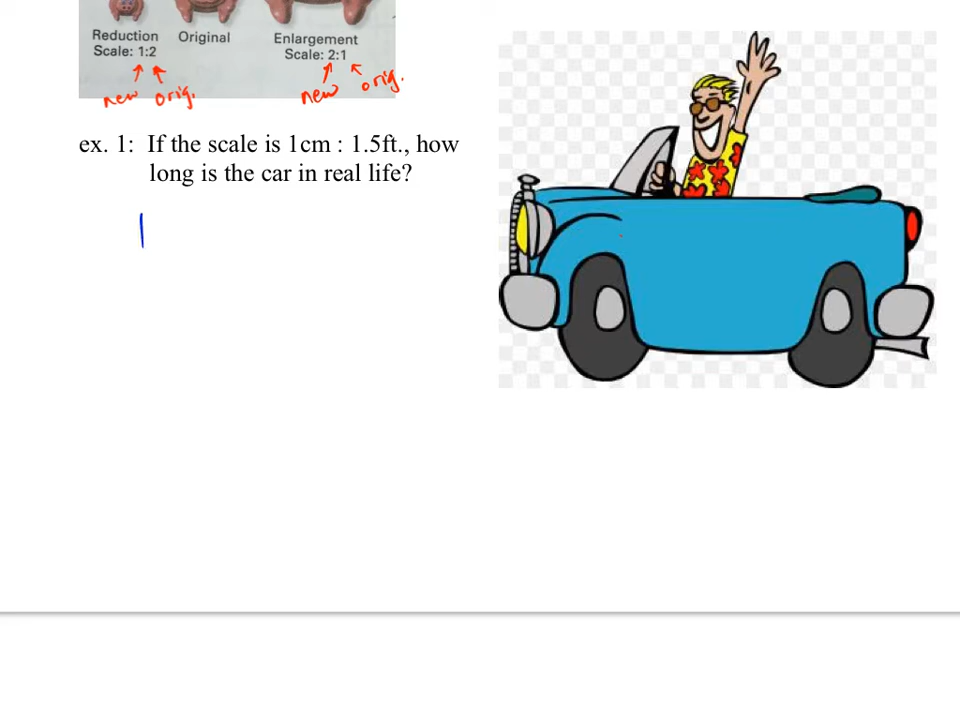 Reduction Original Enlargement
Scale: 1:2 Scale: 2:1
new orig. new orig.
ex. 1: If the scale is 1cm : 1.5ft., how
long is the car in real life?